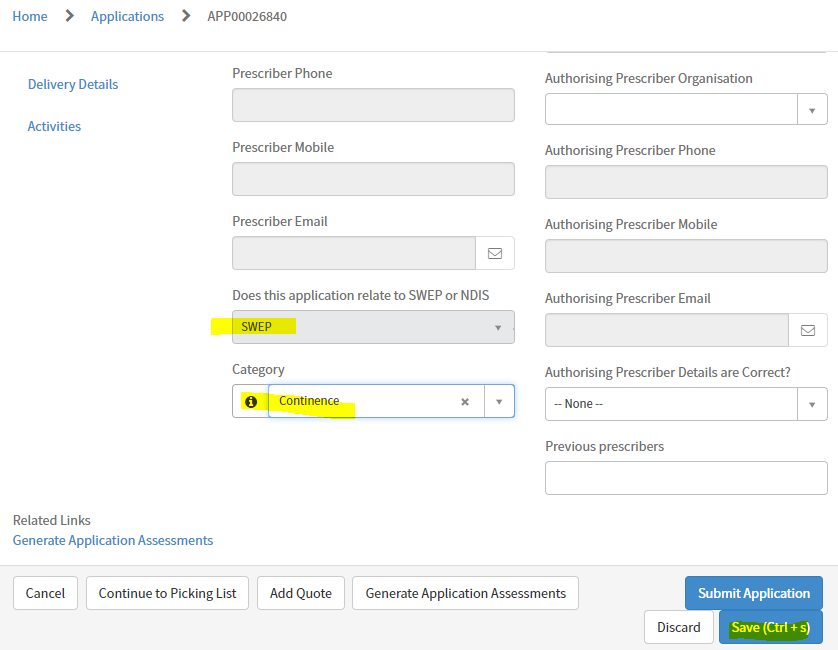 Home > Applications > APP00026840
Delivery Details
Activities
Prescriber Phone
Prescriber Mobile
Prescriber Email
Does this application relate to SWEP or NDIS
SWEP
Category
Continence
Authorising Prescriber Organisation
Authorising Prescriber Phone
Authorising Prescriber Mobile
Authorising Prescriber Email
Authorising Prescriber Details are Correct?
-- None --
Previous prescribers
Related Links
Generate Application Assessments
Cancel Continue to Picking List Add Quote Generate Application Assessments Submit Application
Discard Save (Ctrl + s)